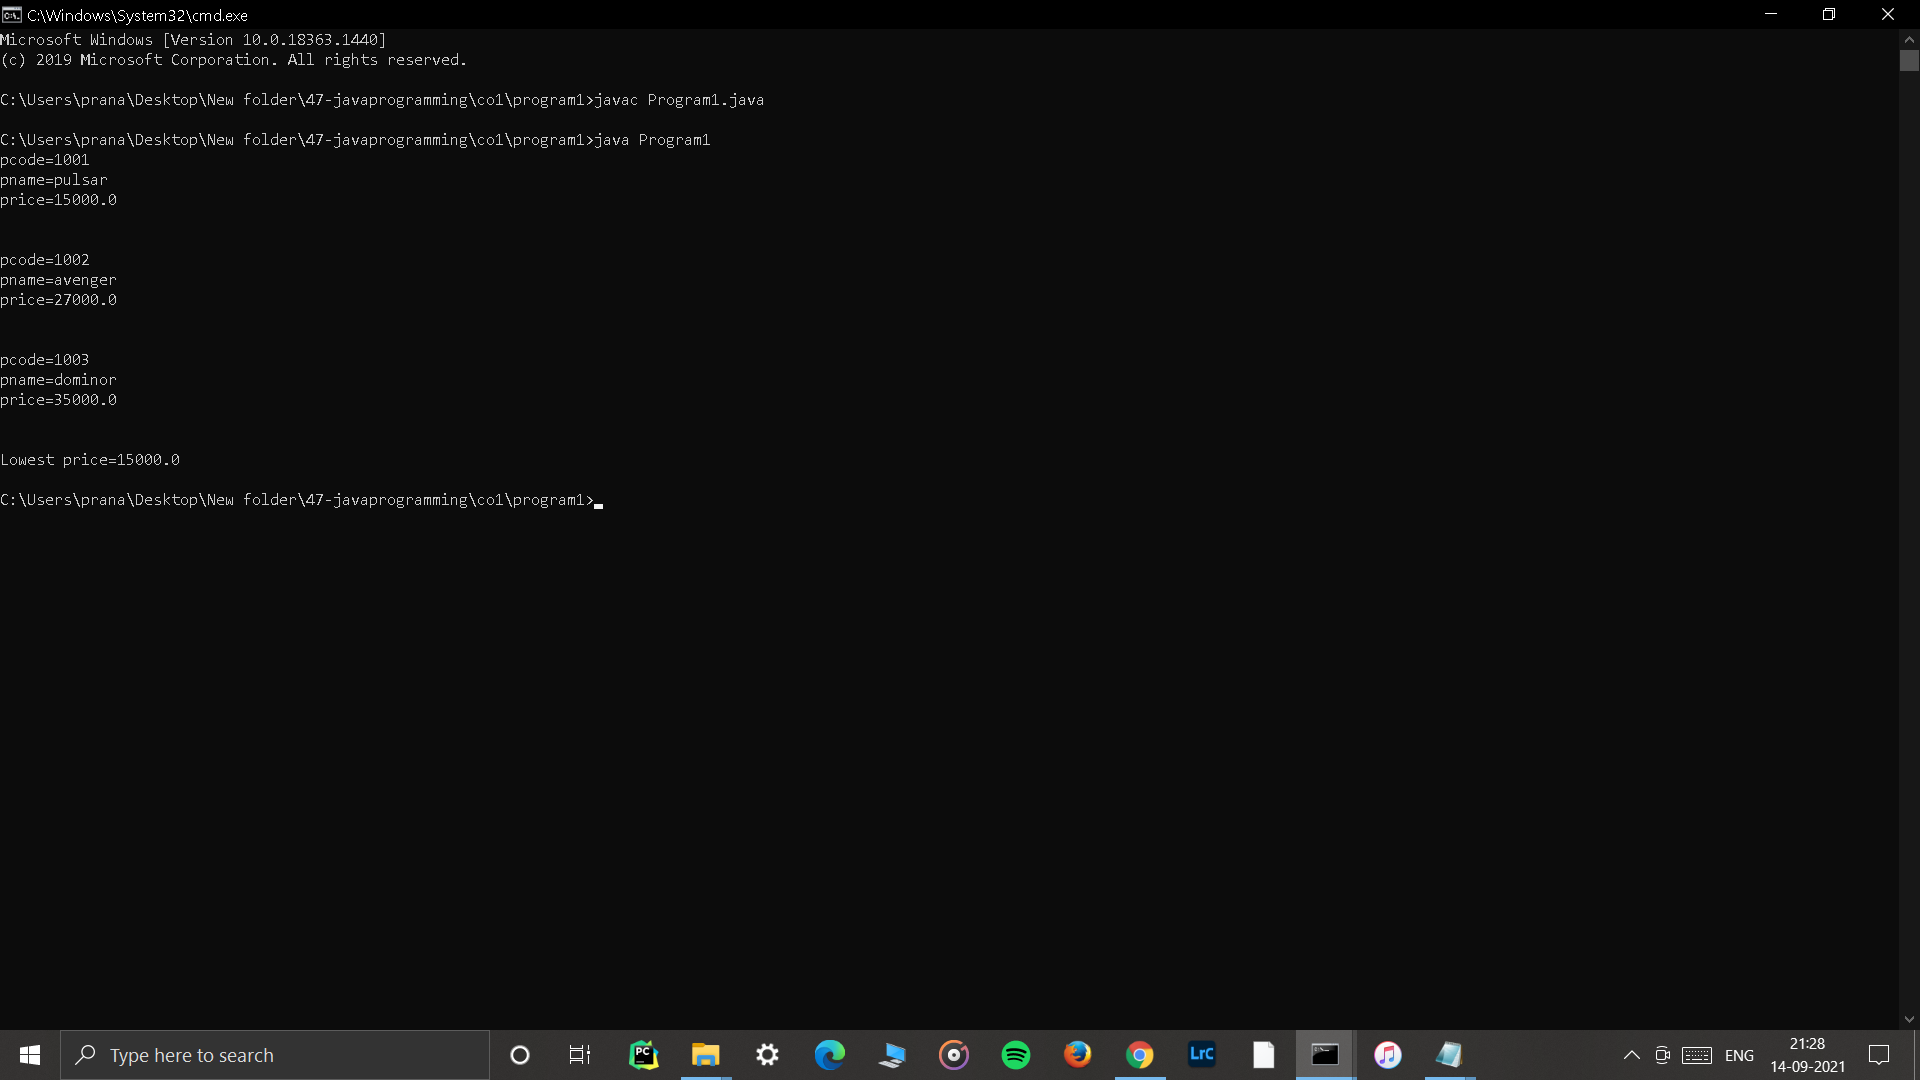 C:\Windows\System32\cmd.exe
Microsoft Windows [Version 10.0.18363.1440]
(c) 2019 Microsoft Corporation. All rights reserved.
C:\Users\prana\Desktop\New folder\47-javaprogramming\co1\program1>javac Program1.java
C:\Users\prana\Desktop\New folder\47-javaprogramming\co1\program1>java Program1
pcode=1001
pname=pulsar
price=15000.0
pcode=1002
pname=avenger
price=27000.0
pcode=1003
pname=dominor
price=35000.0
Lowest price=15000.0
C:\Users\prana\Desktop\New folder\47-javaprogramming\co1\program1>
Type here to search
PC
LrC
ENG
21:28
14-09-2021